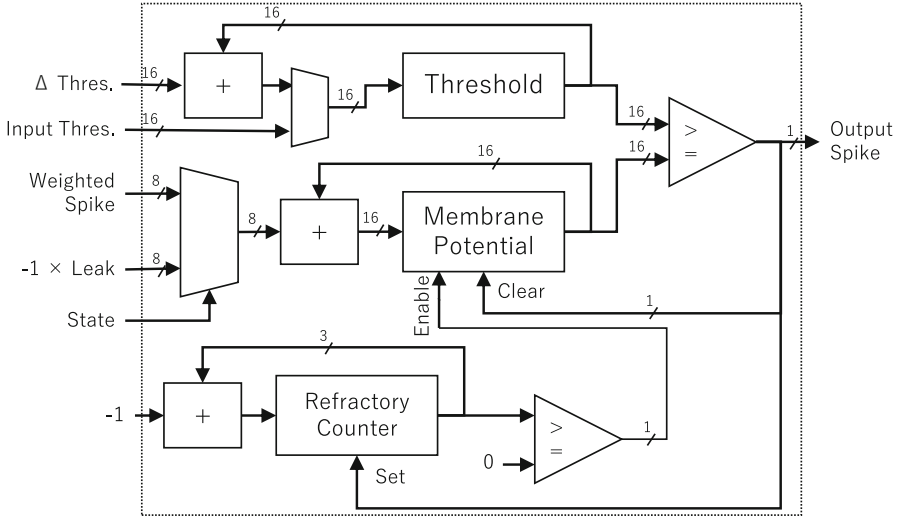 16
Δ Thres.
16
+
16
Threshold
Input Thres.
16
16
>
=
16
1
Output
Spike
Weighted
Spike
8
16
8
+
16
Membrane
Potential
-1 × Leak
8
State
Enable
Clear
1
3
-1
+
Refractory
Counter
>
=
1
0
Set